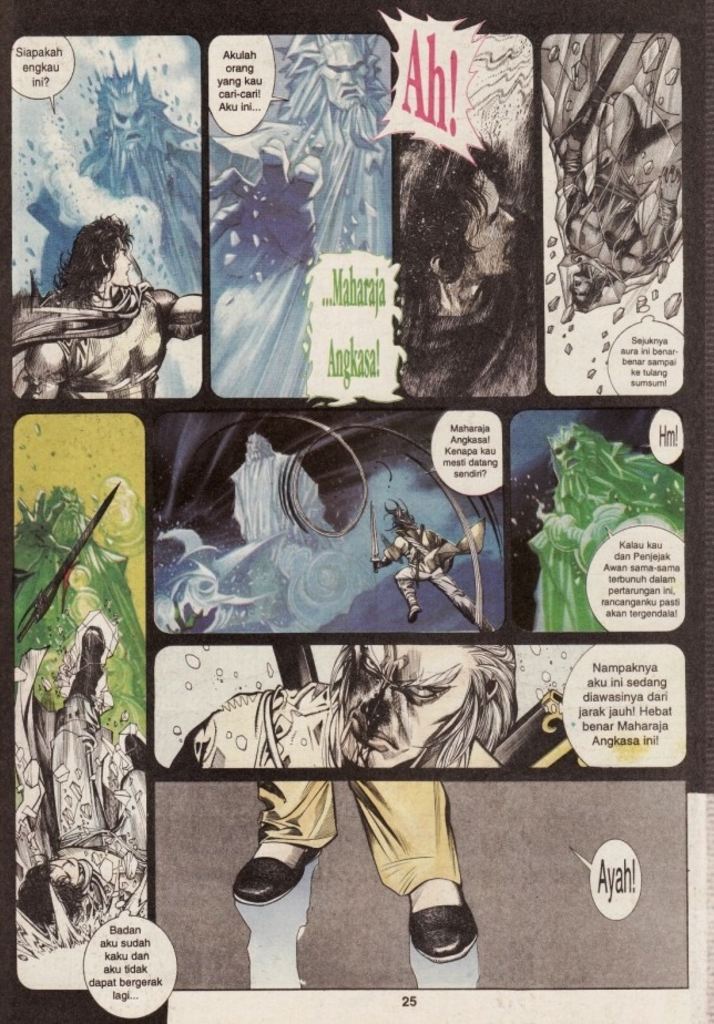 Siapakah
engkau
ini?
Akulah
orang
yang kau
cari-cari!
Aku ini...
...Maharaja
Angkasa!
Ah!
Sejuknya
aura ini benar-
benar sampai
ke tulang
sumsum!
Badan
aku sudah
kaku dan
aku tidak
dapat bergerak
lagi...
Maharaja
Angkasa!
Kenapa kau
mesti datang
sendiri?
Hm!
Kalau kau
dan Penjejak
Awan sama-sama
terbunuh dalam
pertarungan ini,
rancanganku pasti
akan tergendala!
Nampaknya
aku ini sedang
diawasinya dari
jarak jauh! Hebat
benar Maharaja
Angkasa ini!
Ayah!
25